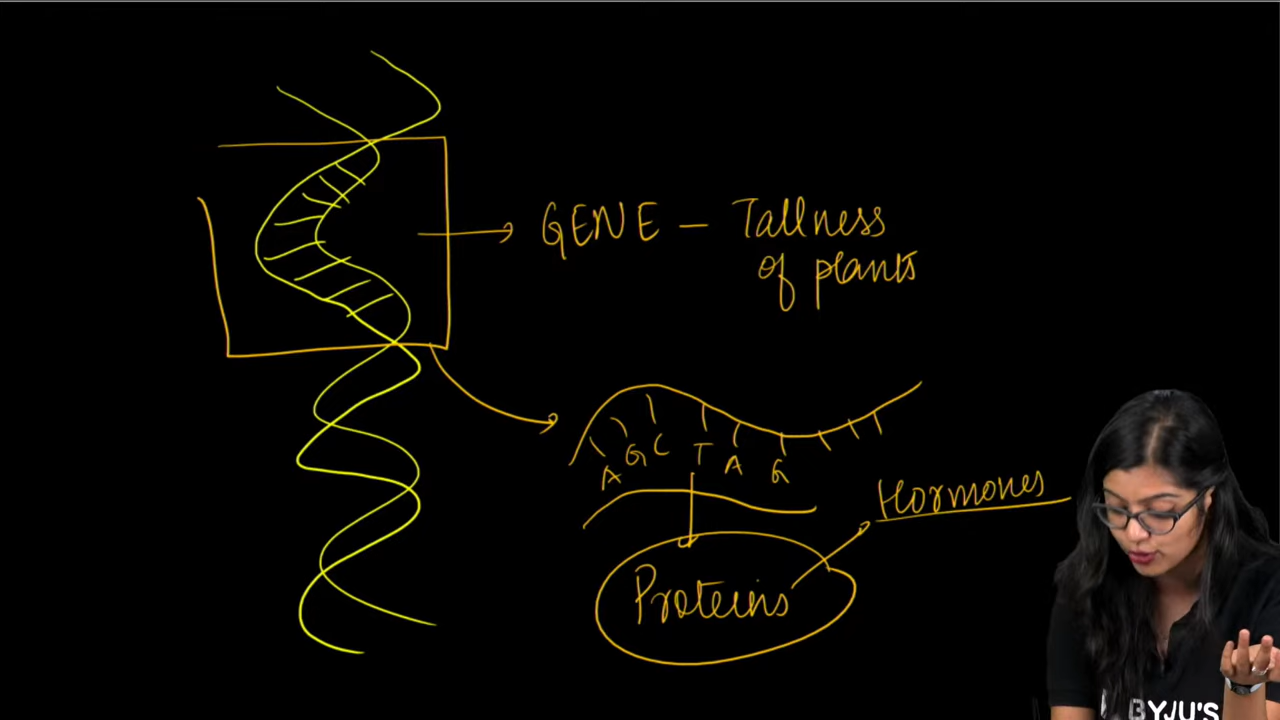 GENE – Tallness
of plants
A G C T A G
Hormones
Proteins
BYJU'S